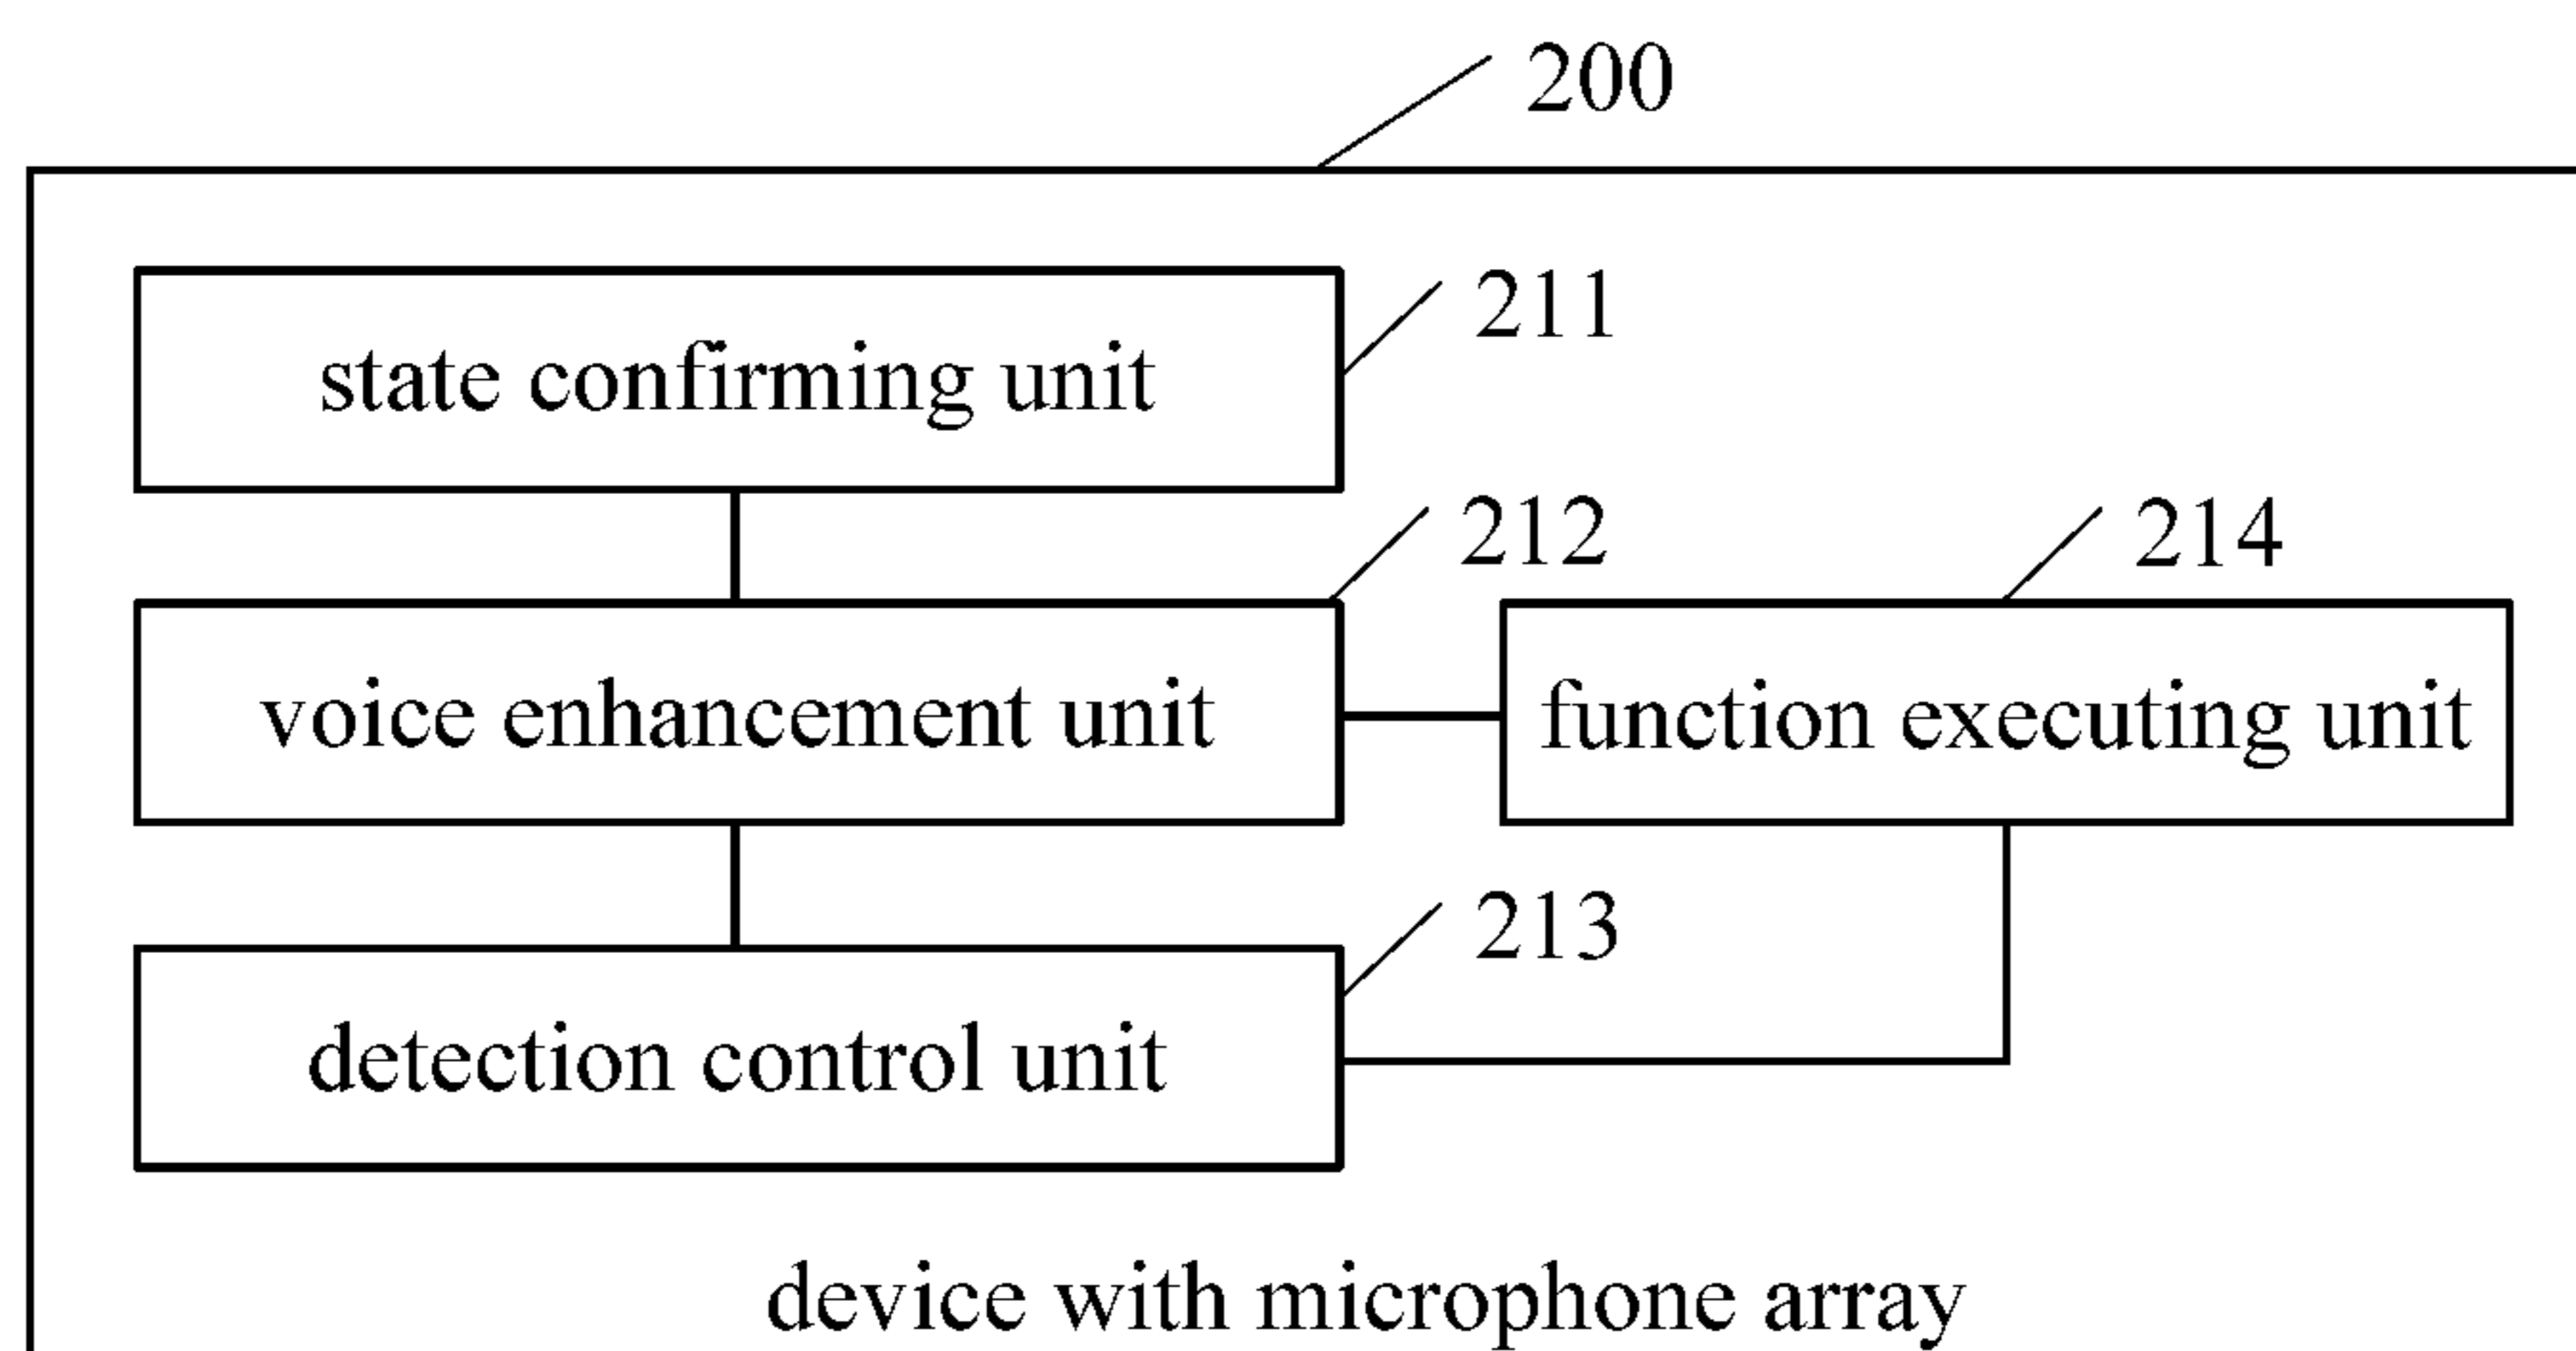 200
211
state confirming unit
212
214
voice enhancement unit
function executing unit
213
detection control unit
device with microphone array